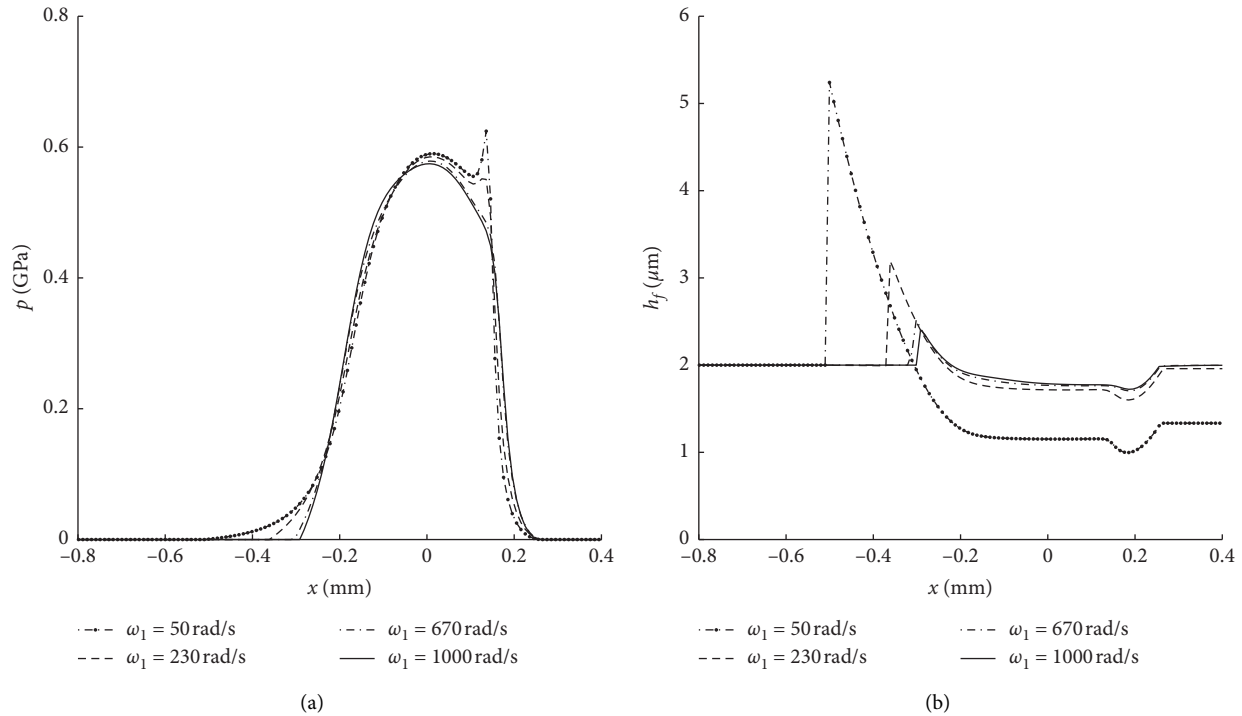 0.8
0.6
0.4
0.2
0
p (GPa)
−0.8 −0.6 −0.4 −0.2 0 0.2 0.4
x (mm)
ω1 = 50 rad/s
ω1 = 230 rad/s
ω1 = 670 rad/s
ω1 = 1000 rad/s
(a)
6
5
4
3
2
1
0
hf (μm)
−0.8 −0.6 −0.4 −0.2 0 0.2 0.4
x (mm)
ω1 = 50 rad/s
ω1 = 230 rad/s
ω1 = 670 rad/s
ω1 = 1000 rad/s
(b)